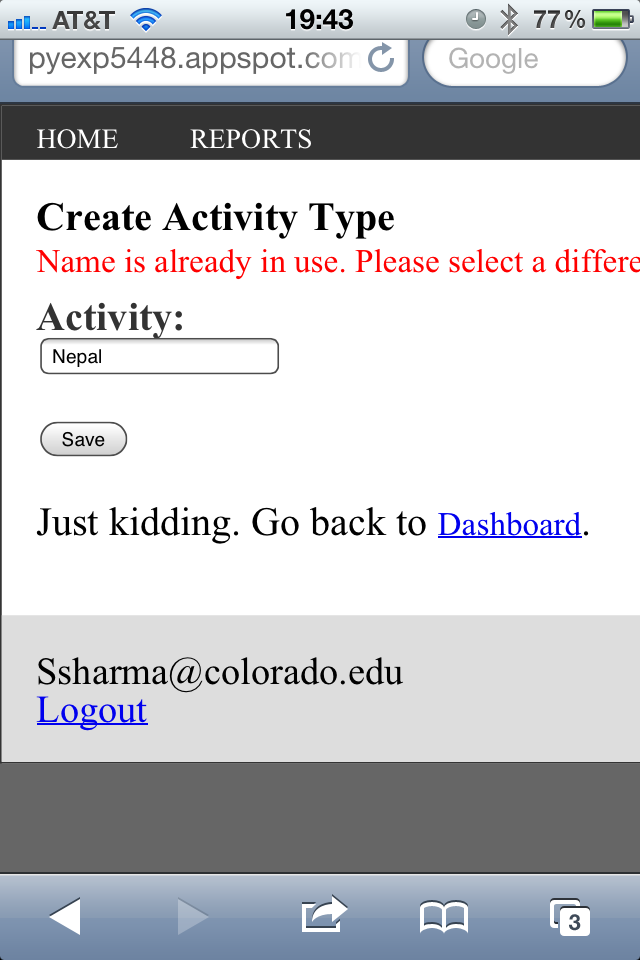 AT&T 19:43 77%
pyexp5448.appspot.com Google
HOME REPORTS
Create Activity Type
Name is already in use. Please select a differe
Activity:
Nepal
Save
Just kidding. Go back to Dashboard.
Ssharma@colorado.edu
Logout
3